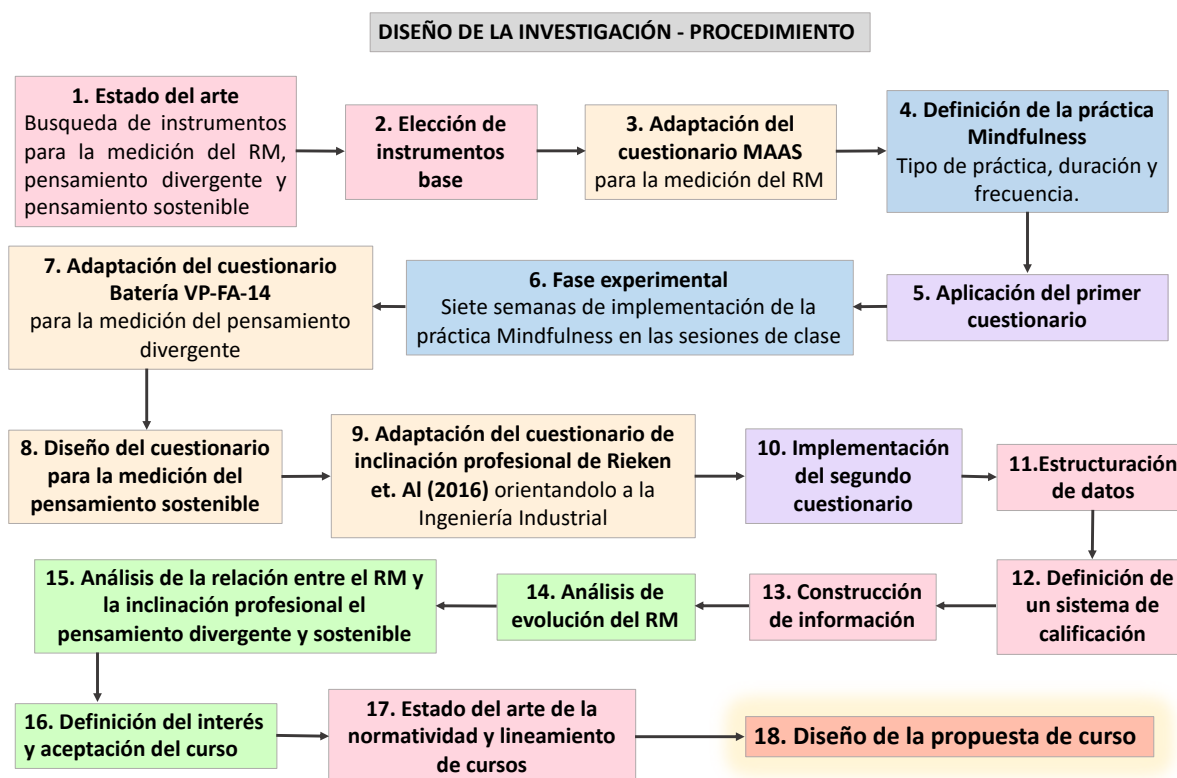 DISEÑO DE LA INVESTIGACIÓN - PROCEDIMIENTO
1. Estado del arte
Busqueda de instrumentos
para la medición del RM,
pensamiento divergente y
pensamiento sostenible
2. Elección de
instrumentos
base
3. Adaptación del
cuestionario MAAS
para la medición del RM
4. Definición de la práctica
Mindfulness
Tipo de práctica, duración y
frecuencia.
5. Aplicación del primer
cuestionario
6. Fase experimental
Siete semanas de implementación de la
práctica Mindfulness en las sesiones de clase
7. Adaptación del cuestionario
Batería VP-FA-14
para la medición del pensamiento
divergente
8. Diseño del cuestionario
para la medición del
pensamiento sostenible
9. Adaptación del cuestionario de
inclinación profesional de Rieken
et. Al (2016) orientandolo a la
Ingeniería Industrial
10. Implementación
del segundo
cuestionario
11.Estructuración
de datos
12. Definición de
un sistema de
calificación
13. Construcción
de información
14. Análisis de
evolución del RM
15. Análisis de la relación entre el RM y
la inclinación profesional el
pensamiento divergente y sostenible
16. Definición del interés
y aceptación del curso
17. Estado del arte de la
normatividad y lineamiento
de cursos
18. Diseño de la propuesta de curso